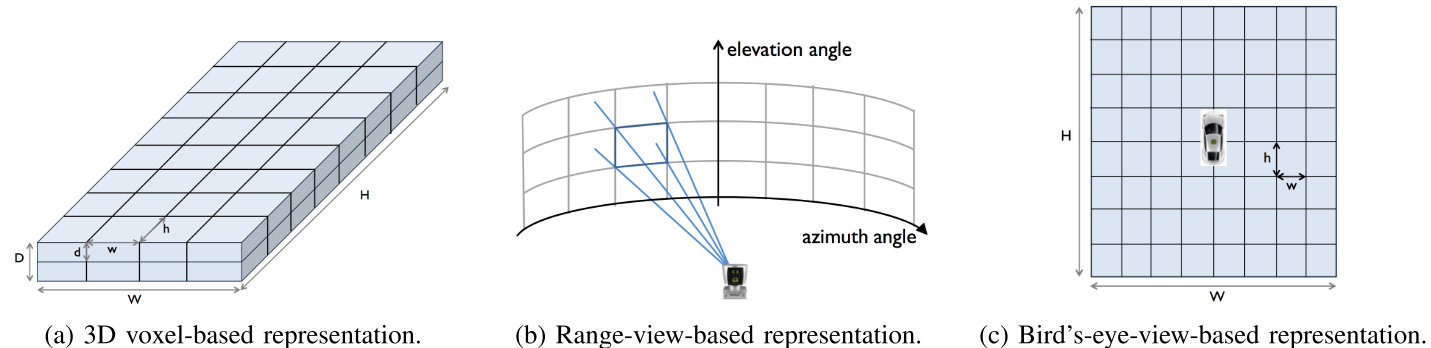 D
d
w
h
W
H
(a) 3D voxel-based representation.
elevation angle
azimuth angle
(b) Range-view-based representation.
H
h
w
W
(c) Bird's-eye-view-based representation.